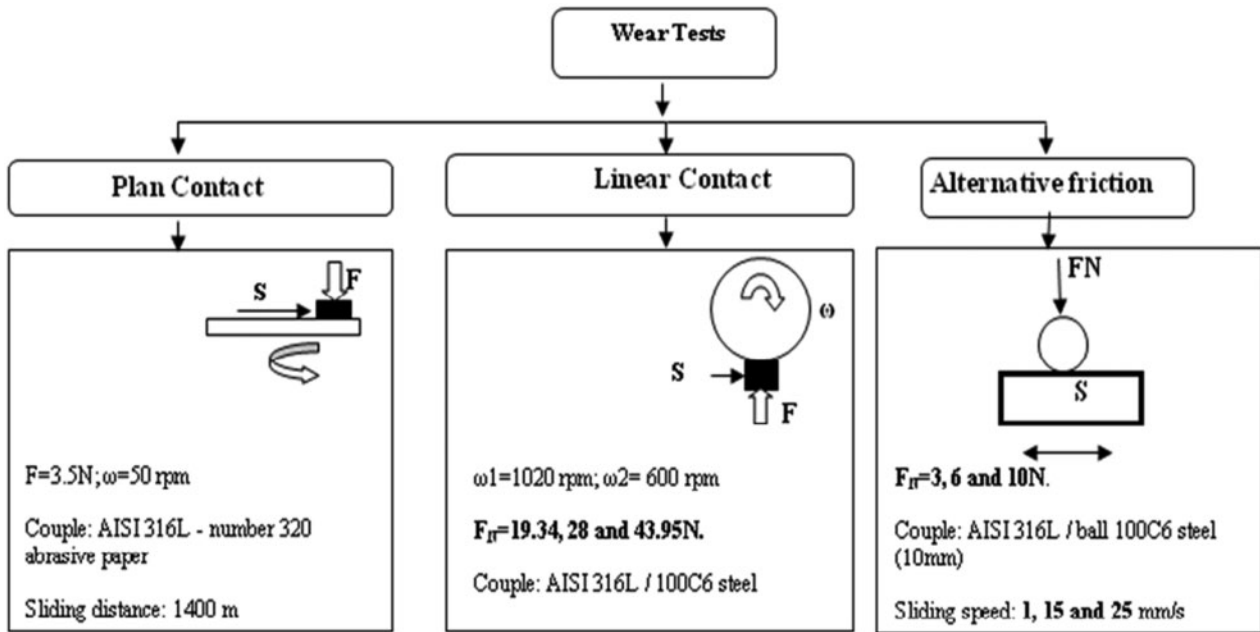 Wear Tests
Plan Contact
Linear Contact
Alternative friction
S
F
F=3.5N; ω=50 rpm
Couple: AISI 316L - number 320
abrasive paper
Sliding distance: 1400 m
ω
S
F
ω1=1020 rpm; ω2= 600 rpm
F_N=19.34, 28 and 43.95N.
Couple: AISI 316L / 100C6 steel
FN
S
F_N=3, 6 and 10N.
Couple: AISI 316L / ball 100C6 steel
(10mm)
Sliding speed: 1, 15 and 25 mm/s